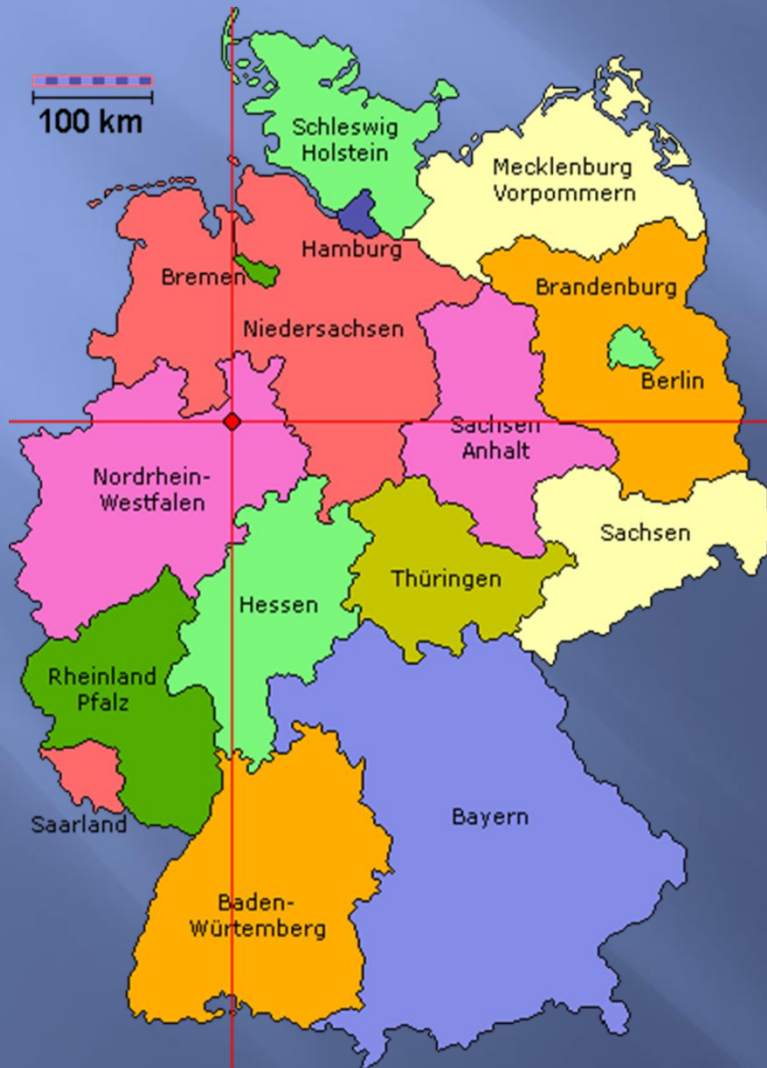 100 km
Schleswig
Holstein
Mecklenburg
Vorpommern
Hamburg
Bremen
Brandenburg
Niedersachsen
Berlin
Sachsen
Anhalt
Nordrhein-
Westfalen
Sachsen
Thüringen
Hessen
Rheinland
Pfalz
Saarland
Bayern
Baden-
Würtemberg